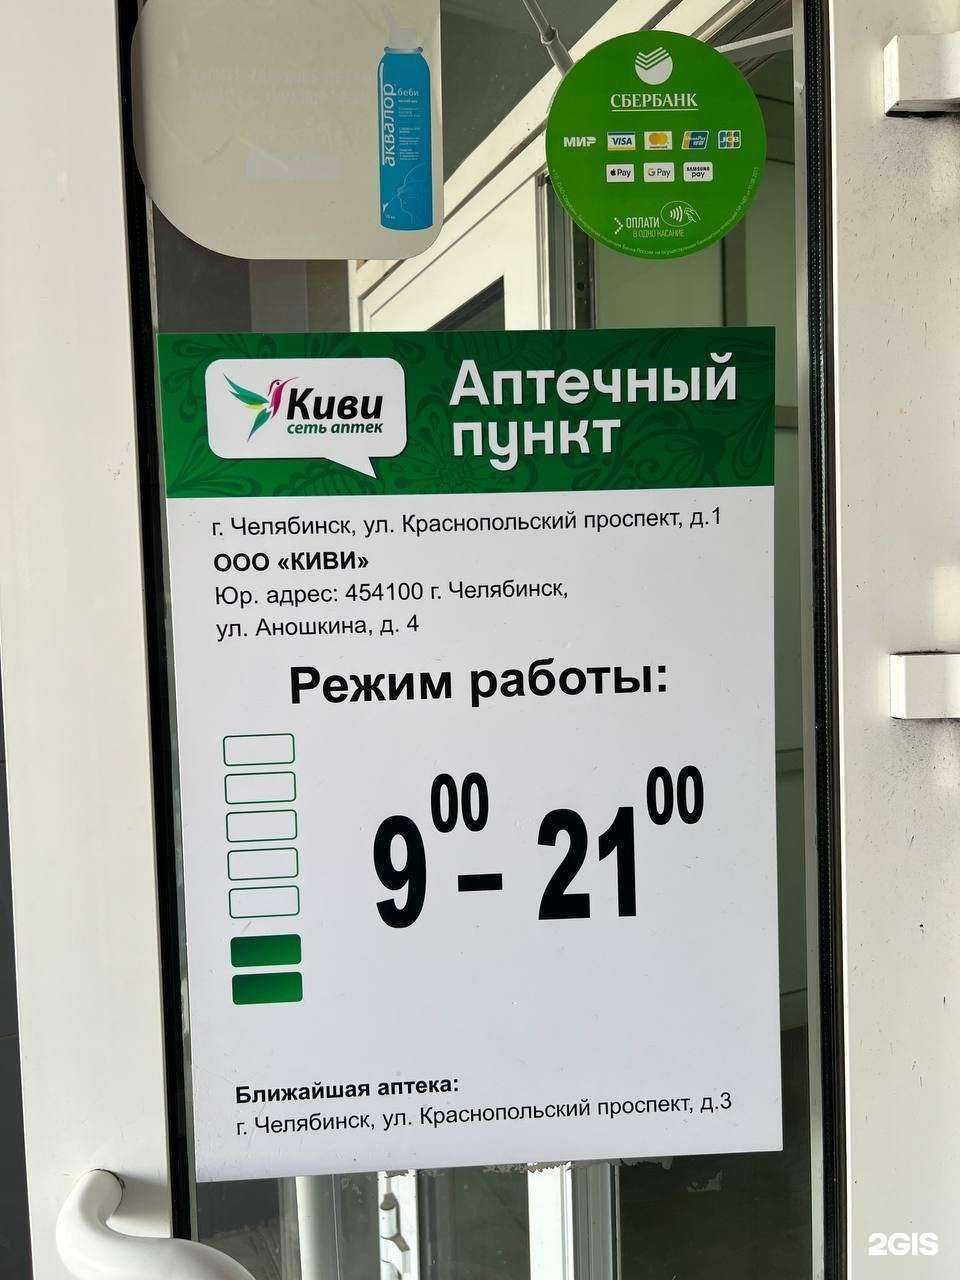 аквалор
беби
СБЕРБАНК
МИР VISA JCB
Pay G Pay SAMSUNG pay
ОПЛАТИ
В ОДНО КАСАНИЕ
Киви
сеть аптек
Аптечный
пункт
г. Челябинск, ул. Краснопольский проспект, д.1
ООО «КИВИ»
Юр. адрес: 454100 г. Челябинск,
ул. Аношкина, д. 4
Режим работы:
9 00 – 21 00
Ближайшая аптека:
г. Челябинск, ул. Краснопольский проспект, д.3
2GIS